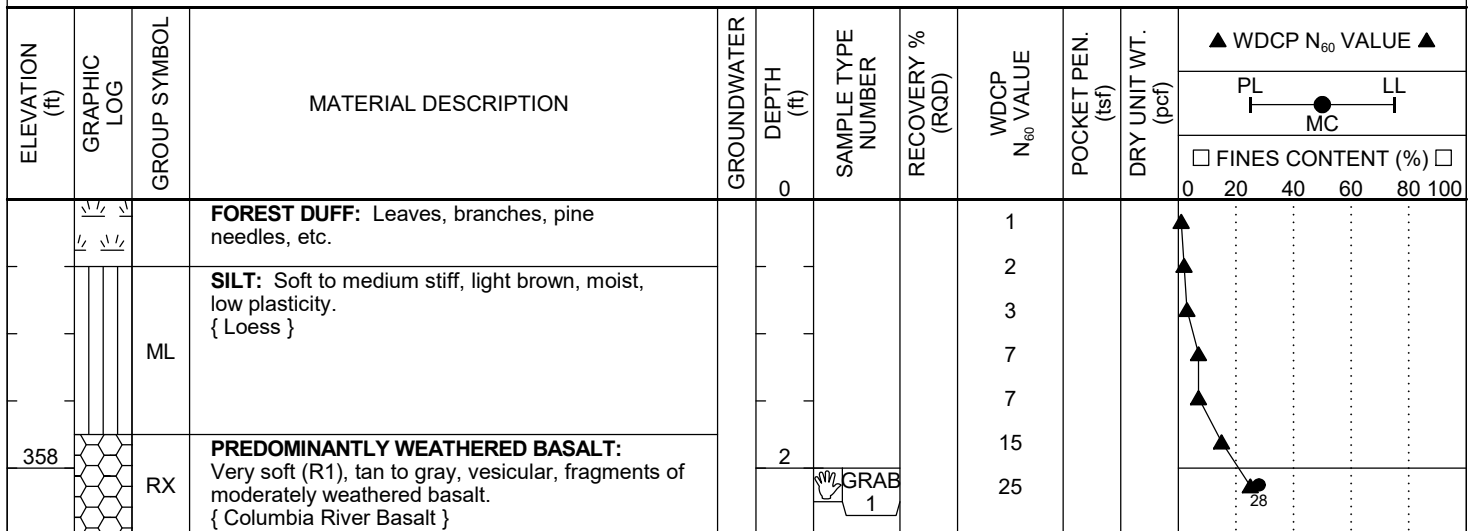 ELEVATION
(ft)
GRAPHIC
LOG
GROUP SYMBOL
MATERIAL DESCRIPTION
GROUNDWATER
DEPTH
(ft)
0
SAMPLE TYPE
NUMBER
RECOVERY %
(RQD)
WDCP
N60 VALUE
POCKET PEN.
(tsf)
DRY UNIT WT.
(pcf)
▲ WDCP N60 VALUE ▲
PL LL
MC
□ FINES CONTENT (%) □
0 20 40 60 80 100
FOREST DUFF: Leaves, branches, pine
needles, etc.
1
2
SILT: Soft to medium stiff, light brown, moist,
low plasticity.
{ Loess }
3
ML
7
7
PREDOMINANTLY WEATHERED BASALT:
15
358
2
Very soft (R1), tan to gray, vesicular, fragments of
moderately weathered basalt.
{ Columbia River Basalt }
RX
GRAB
1
25
28